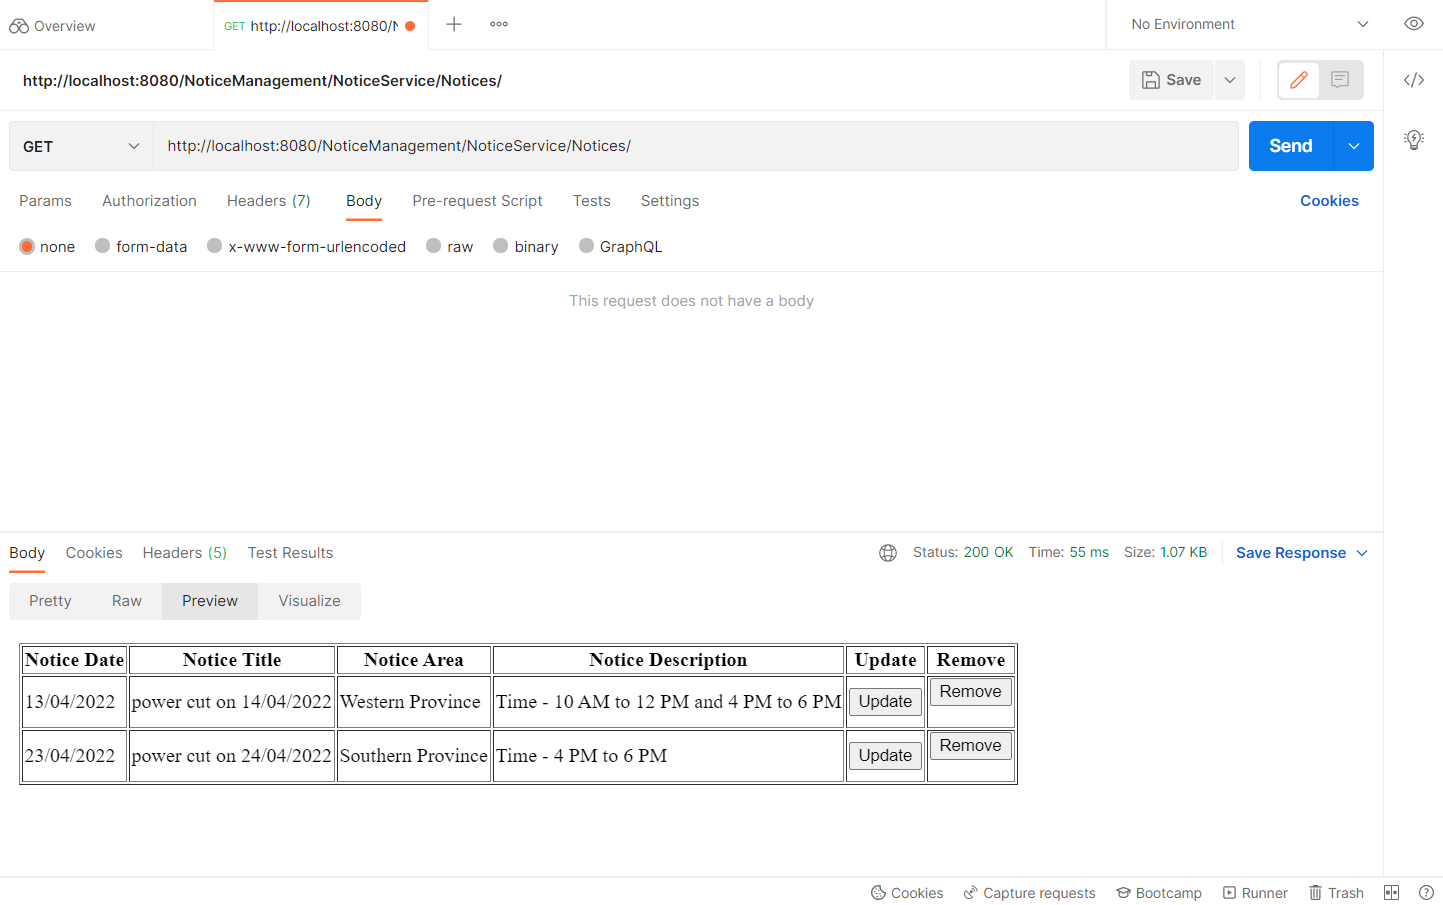 Overview
GET http://localhost:8080/N
No Environment
http://localhost:8080/NoticeManagement/NoticeService/Notices/
Save
GET
http://localhost:8080/NoticeManagement/NoticeService/Notices/
Send
Params Authorization Headers (7) Body Pre-request Script Tests Settings Cookies
none form-data x-www-form-urlencoded raw binary GraphQL
This request does not have a body
Body Cookies Headers (5) Test Results Status: 200 OK Time: 55 ms Size: 1.07 KB Save Response
Pretty Raw Preview Visualize
Notice Date Notice Title Notice Area Notice Description Update Remove
13/04/2022 power cut on 14/04/2022 Western Province Time - 10 AM to 12 PM and 4 PM to 6 PM Update Remove
23/04/2022 power cut on 24/04/2022 Southern Province Time - 4 PM to 6 PM Update Remove
Cookies Capture requests Bootcamp Runner Trash